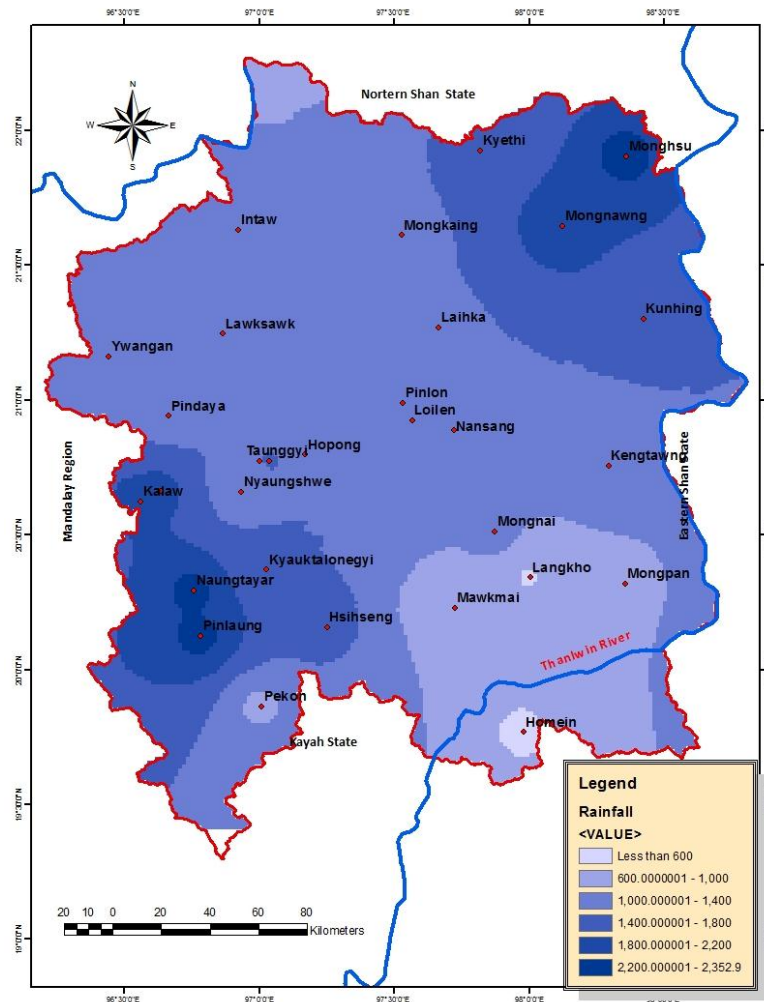 96°30'0"E 97°0'0"E 97°30'0"E 98°0'0"E 98°30'0"E
Nortern Shan State
N
W E
S
22°0'0"N
Kyethi
Monghsu
Intaw
Mongkaing
Mongnawng
21°30'0"N
Lawksawk
Laihka
Kunhing
Ywangan
Pindaya
Pinlon
21°0'0"N
Loilen
Nansang
Taunggyi
Hopong
Kengtawng
Mandalay Region
Eastern Shan State
Kalaw
Nyaungshwe
20°30'0"N
Mongnai
Kyauktalonegyi
Naungtayar
Langkho
Mongpan
Mawkmai
Pinlaung
Hsihseng
20°0'0"N
Thanlwin River
Pekon
Homein
Kayah State
19°30'0"N
Legend
Rainfall
<VALUE>
Less than 600
600.0000001 - 1,000
1,000.000001 - 1,400
1,400.000001 - 1,800
1,800.000001 - 2,200
2,200.000001 - 2,352.9
20 10 0 20 40 60 80
Kilometers
19°0'0"N
96°30'0"E 97°0'0"E 97°30'0"E 98°0'0"E 98°30'0"E